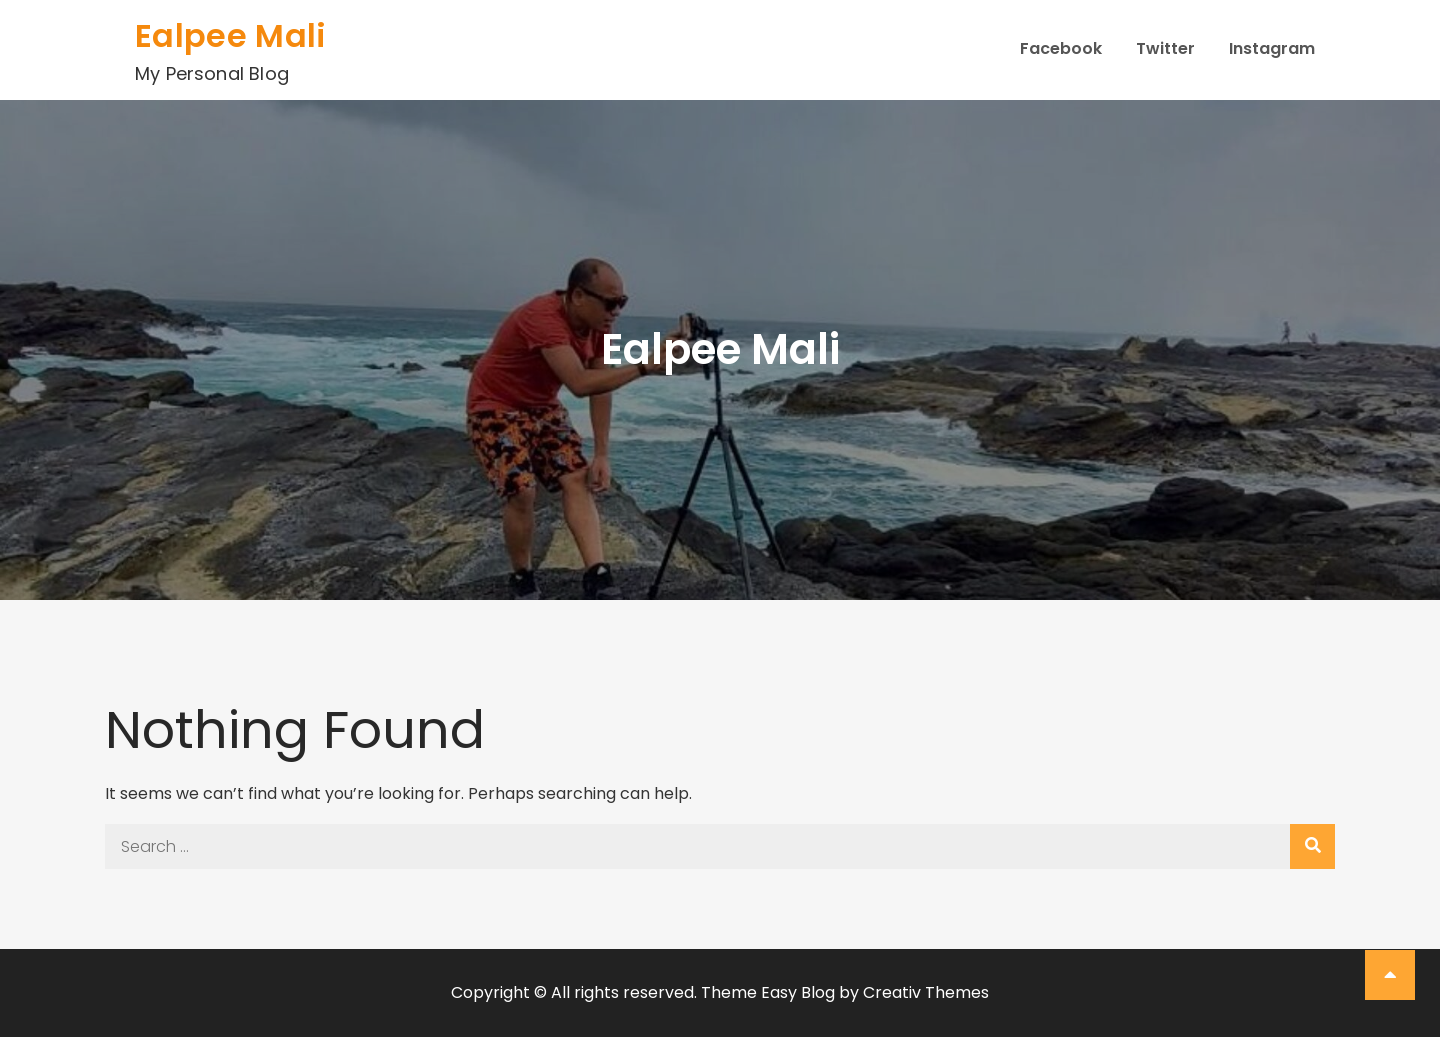 Ealpee Mali
My Personal Blog
Facebook Twitter Instagram
Ealpee Mali
Nothing Found
It seems we can’t find what you’re looking for. Perhaps searching can help.
Search …
Copyright © All rights reserved. Theme Easy Blog by Creativ Themes